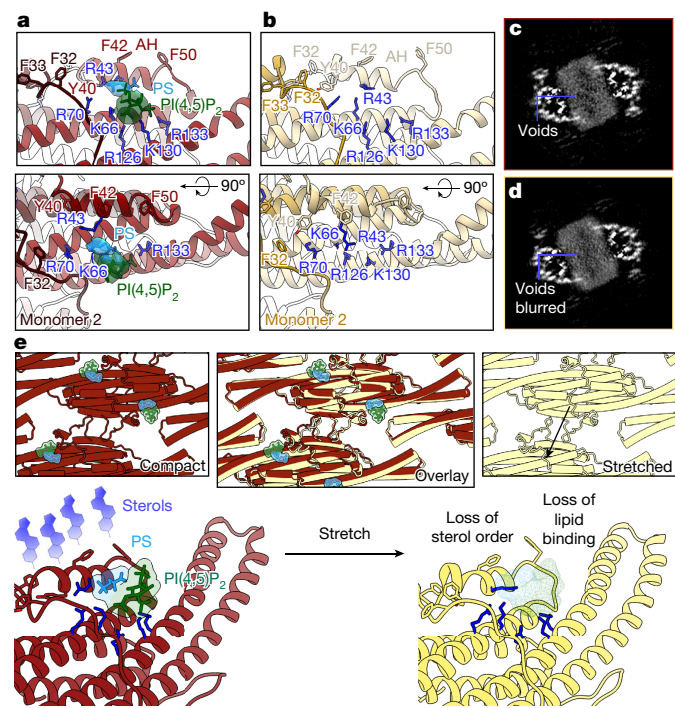 a
F33
F32
F42
AH
F50
R43
Y40
PS
PI(4,5)P₂
R70
K66
R133
R126
K130
90º
Y40
F42
F50
R43
PS
R133
R70
K66
F32
PI(4,5)P₂
Monomer 2
b
F32
F42
AH
F50
Y40
F33
F32
R43
R70
K66
R133
R126
K130
90º
F42
Y40
K66
R43
F32
R70
R126
K130
R133
Monomer 2
c
Voids
d
Voids
blurred
e
Compact
Overlay
Stretched
Sterols
PS
PI(4,5)P₂
Stretch
Loss of
sterol order
Loss of
lipid
binding